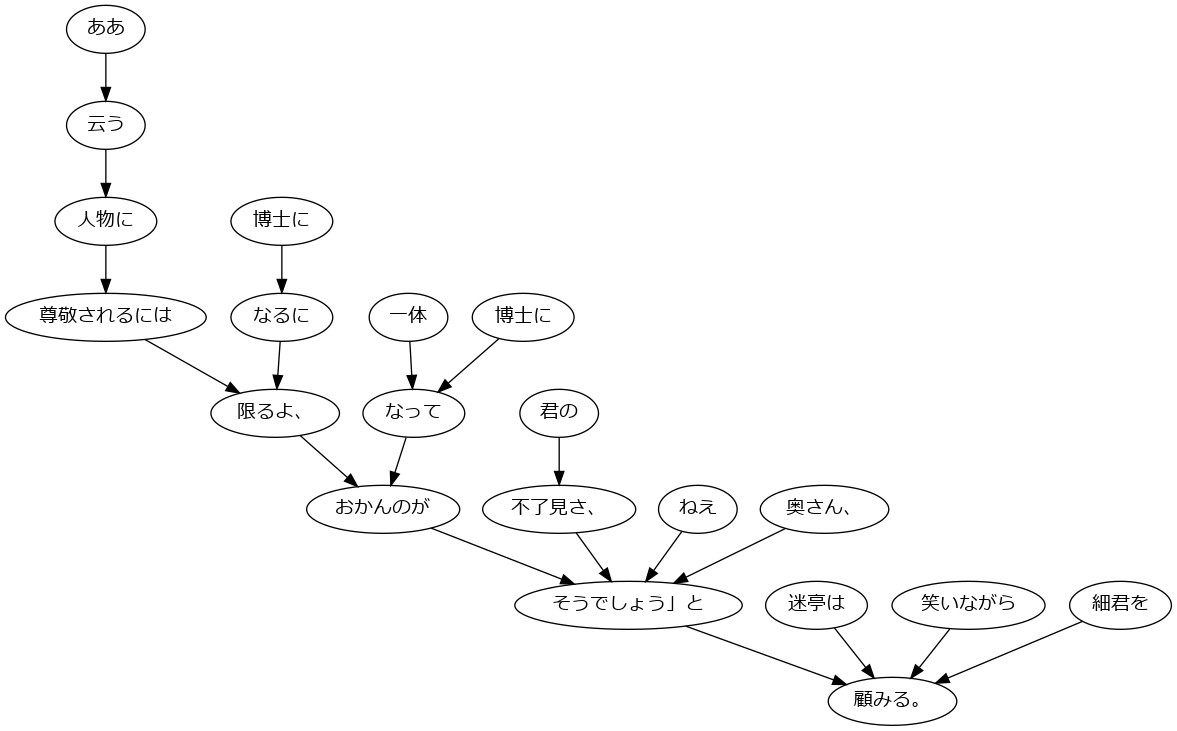 ああ
云う
人物に
博士に
尊敬されるには
なるに
一体
博士に
限るよ、
なって
君の
おかんのが
不了見さ、
ねえ
奥さん、
そうでしょう」と
迷亭は
笑いながら
細君を
顧みる。